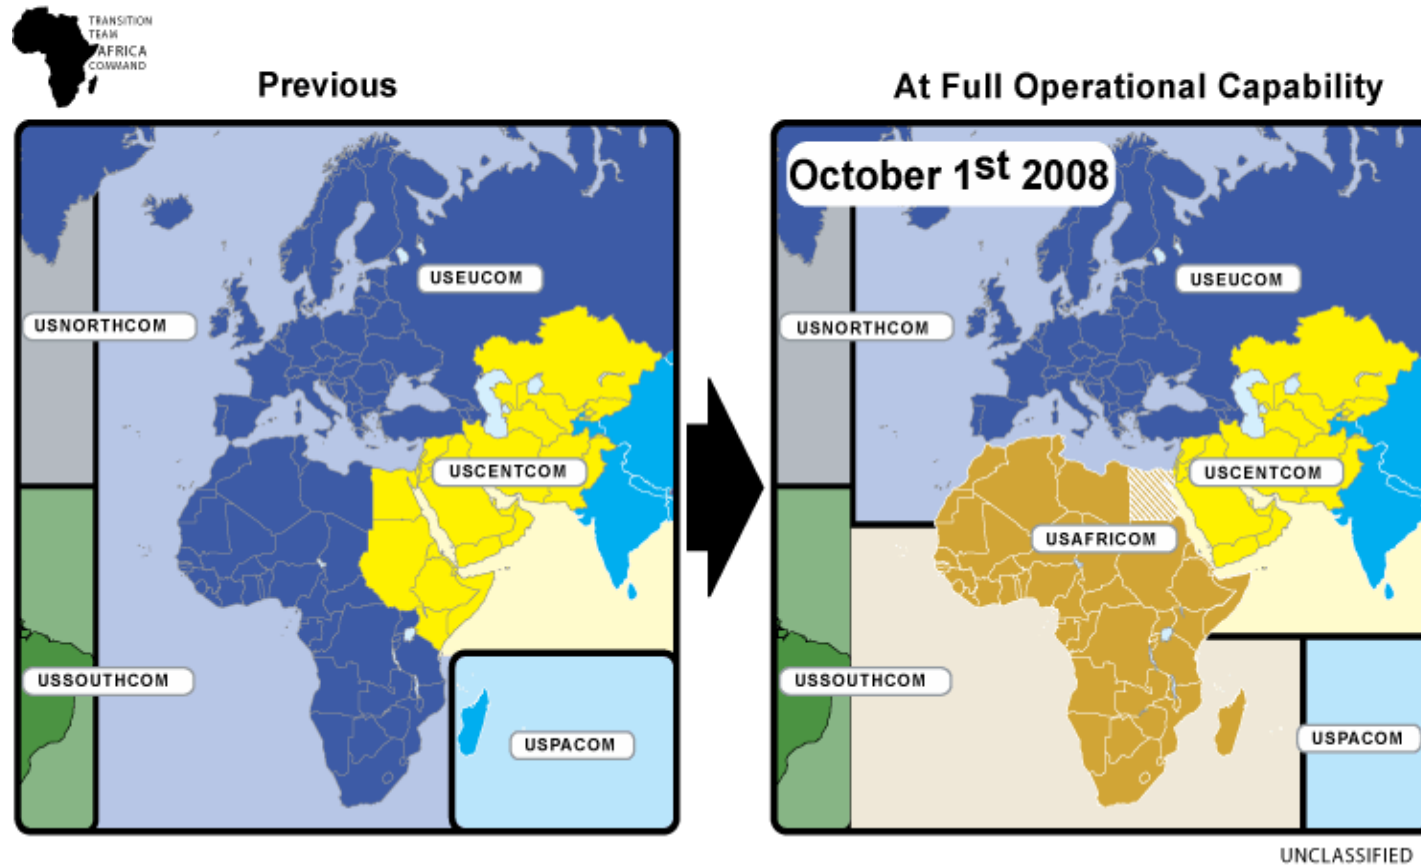 TRANSITION
TEAM
AFRICA
COMMAND
Previous
At Full Operational Capability
October 1st 2008
USEUCOM
USNORTHCOM
USCENTCOM
USSOUTHCOM
USPACOM
USEUCOM
USNORTHCOM
USCENTCOM
USAFRICOM
USSOUTHCOM
USPACOM
UNCLASSIFIED